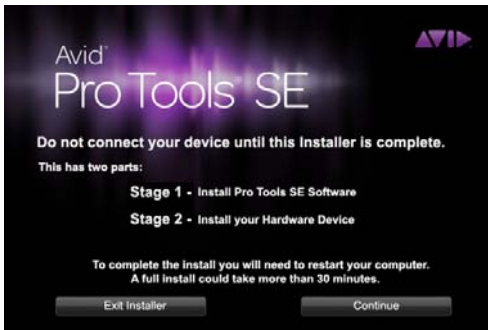 AVID
Avid
Pro Tools SE
Do not connect your device until this Installer is complete.
This has two parts:
Stage 1 - Install Pro Tools SE Software
Stage 2 - Install your Hardware Device
To complete the install you will need to restart your computer.
A full install could take more than 30 minutes.
Exit Installer
Continue